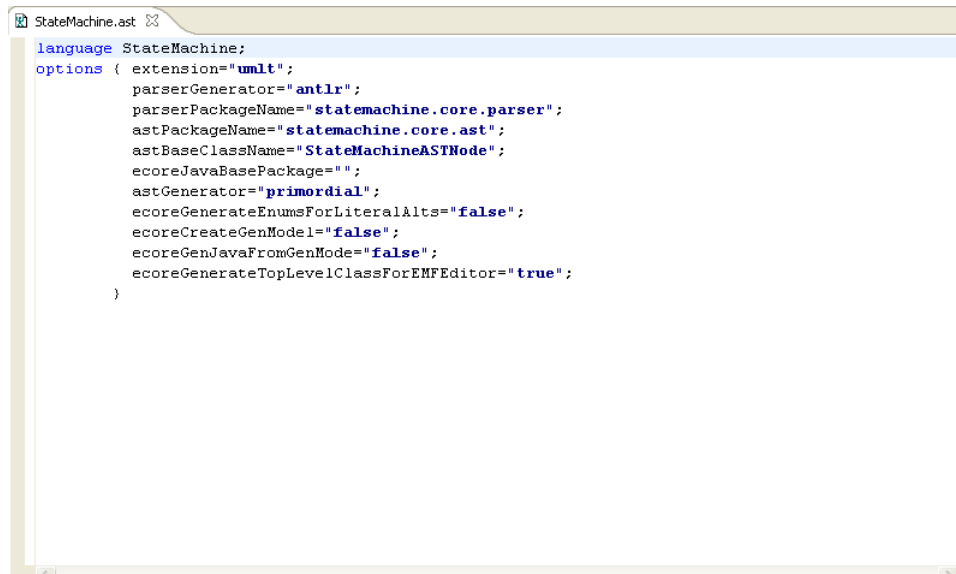 StateMachine.ast
language StateMachine;
options { extension="umlt";
parserGenerator="antlr";
parserPackageName="statemachine.core.parser";
astPackageName="statemachine.core.ast";
astBaseClassName="StateMachineASTNode";
ecoreJavaBasePackage="";
astGenerator="primordial";
ecoreGenerateEnumsForLiteralAlts="false";
ecoreCreateGenModel="false";
ecoreGenJavaFromGenMode="false";
ecoreGenerateTopLevelClassForEMFEditor="true";
}